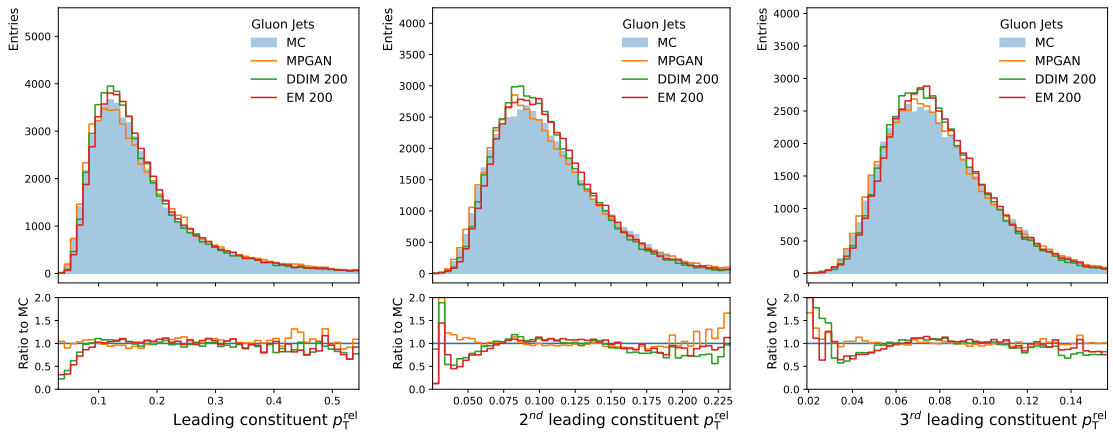 Entries
5000
4000
3000
2000
1000
0
Gluon Jets
MC
MPGAN
DDIM 200
EM 200
Ratio to MC
2.0
1.5
1.0
0.5
0.0
0.1 0.2 0.3 0.4 0.5
Leading constituent p_T^rel
Entries
4000
3500
3000
2500
2000
1500
1000
500
0
Gluon Jets
MC
MPGAN
DDIM 200
EM 200
Ratio to MC
2.0
1.5
1.0
0.5
0.0
0.050 0.075 0.100 0.125 0.150 0.175 0.200 0.225
2^nd leading constituent p_T^rel
Entries
4000
3500
3000
2500
2000
1500
1000
500
0
Gluon Jets
MC
MPGAN
DDIM 200
EM 200
Ratio to MC
2.0
1.5
1.0
0.5
0.0
0.02 0.04 0.06 0.08 0.10 0.12 0.14
3^rd leading constituent p_T^rel